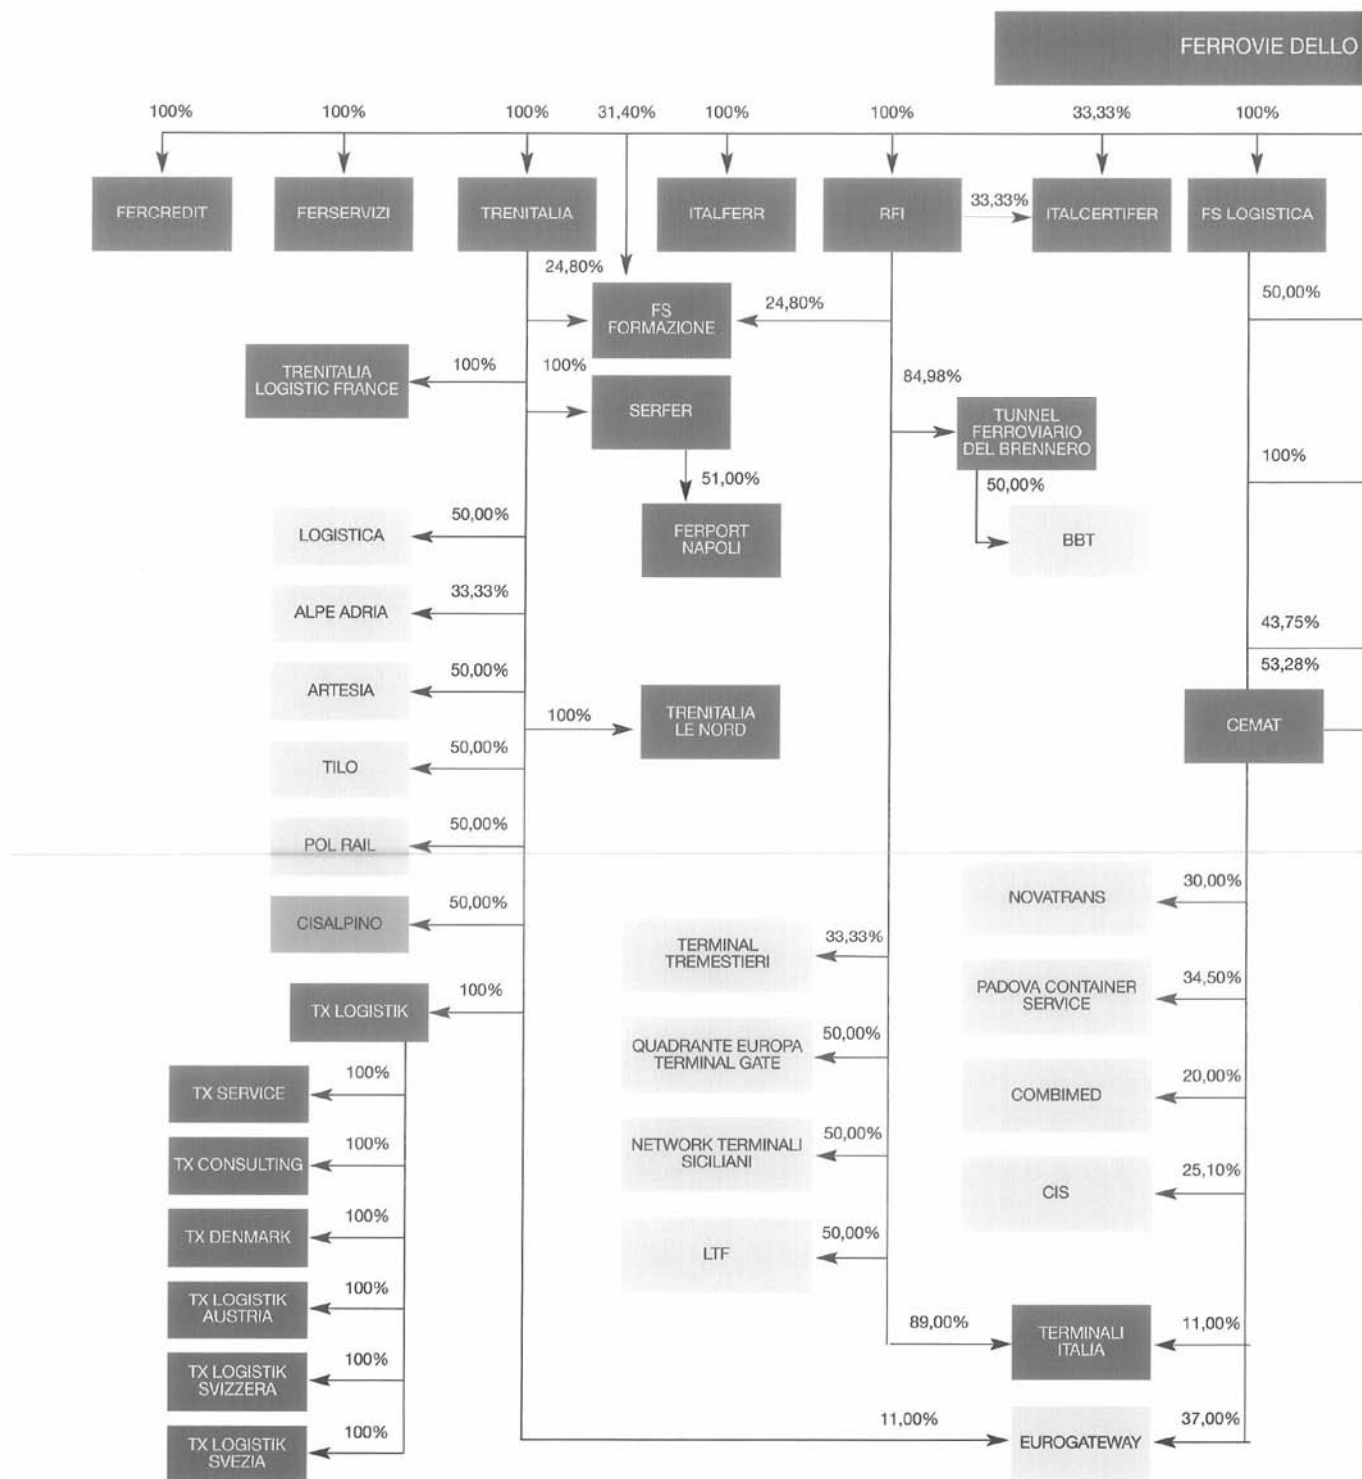 FERROVIE DELLO
100%
100%
100%
31,40%
100%
100%
33,33%
100%
FERCREDIT
FERSERVIZI
TRENITALIA
ITALFERR
RFI
33,33%
ITALCERTIFER
FS LOGISTICA
24,80%
FS
FORMAZIONE
24,80%
50,00%
TRENITALIA
LOGISTIC FRANCE
100%
100%
SERFER
84,98%
TUNNEL
FERROVIARIO
DEL BRENNERO
100%
51,00%
50,00%
LOGISTICA
50,00%
FERPORT
NAPOLI
BBT
ALPE ADRIA
33,33%
43,75%
53,28%
ARTESIA
50,00%
100%
TRENITALIA
LE NORD
CEMAT
TILO
50,00%
POL RAIL
50,00%
NOVATRANS
30,00%
CISALPINO
50,00%
TERMINAL
TREMESTIERI
33,33%
PADOVA CONTAINER
SERVICE
34,50%
TX LOGISTIK
100%
QUADRANTE EUROPA
TERMINAL GATE
50,00%
TX SERVICE
100%
COMBIMED
20,00%
TX CONSULTING
100%
NETWORK TERMINALI
SICILIANI
50,00%
CIS
25,10%
TX DENMARK
100%
LTF
50,00%
TX LOGISTIK
AUSTRIA
100%
89,00%
TERMINALI
ITALIA
11,00%
TX LOGISTIK
SVIZZERA
100%
TX LOGISTIK
SVEZIA
100%
11,00%
EUROGATEWAY
37,00%